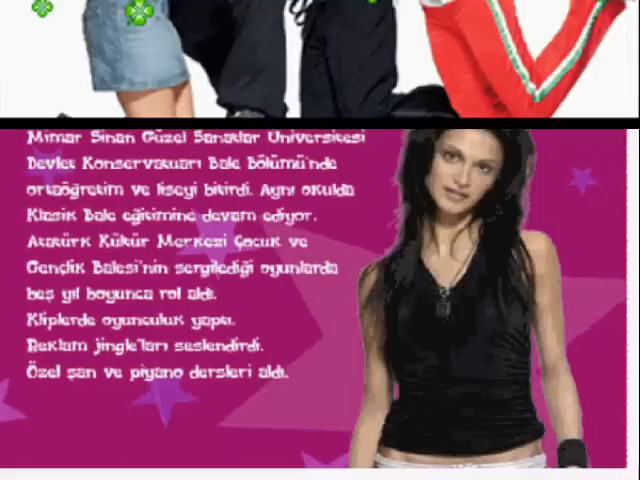 Mimar Sinan Güzel Sanatlar Üniversitesi
Devlet Konservatuarı Bale Bölümü'nde
ortaöğretim ve liseyi bitirdi. Aynı okulda
Klasik Bale eğitimine devam ediyor.
Atatürk Kültür Merkezi Çocuk ve
Gençlik Balesi'nin sergilediği oyunlarda
beş yıl boyunca rol aldı.
Kliplerde oyunculuk yaptı.
Reklam jingle'ları seslendirdi.
Özel şan ve piyano dersleri aldı.